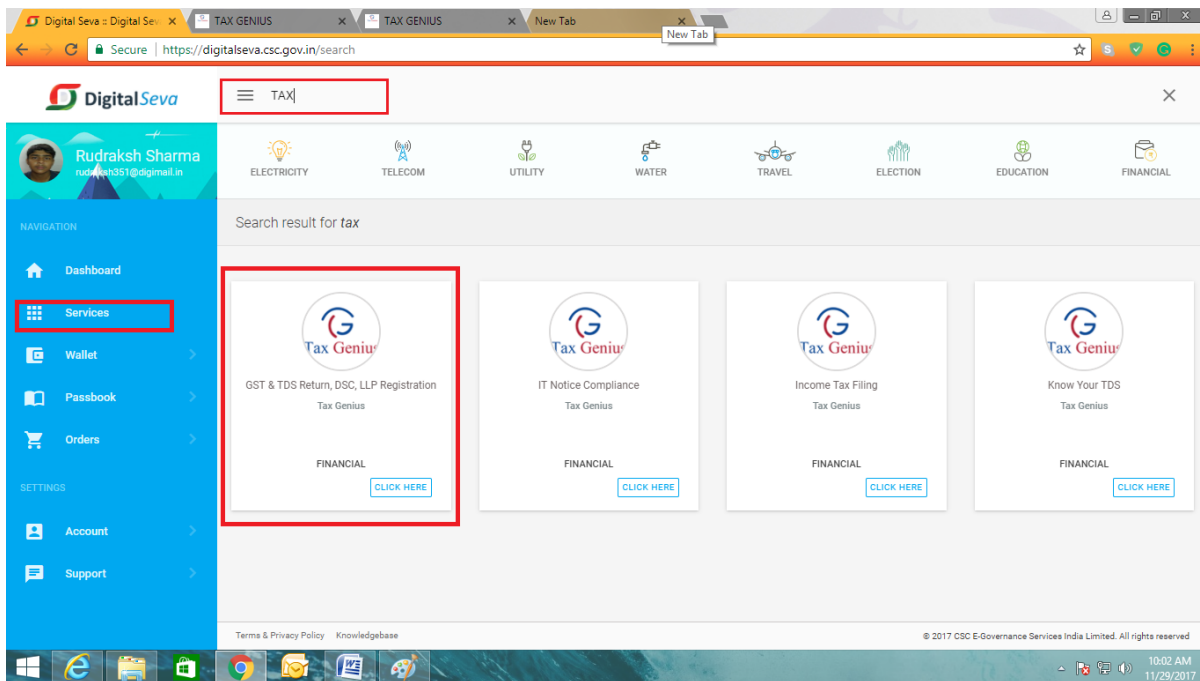 Digital Seva :: Digital Sev
TAX GENIUS
TAX GENIUS
New Tab
New Tab
Secure | https://digitalseva.csc.gov.in/search
DigitalSeva
TAX
Rudraksh Sharma
ELECTRICITY
TELECOM
UTILITY
WATER
TRAVEL
ELECTION
EDUCATION
FINANCIAL
NAVIGATION
Search result for tax
Dashboard
Services
Wallet
Passbook
Orders
SETTINGS
Account
Support
Tax Genius
GST & TDS Return, DSC, LLP Registration
Tax Genius
FINANCIAL
CLICK HERE
Tax Genius
IT Notice Compliance
Tax Genius
FINANCIAL
CLICK HERE
Tax Genius
Income Tax Filing
Tax Genius
FINANCIAL
CLICK HERE
Tax Genius
Know Your TDS
Tax Genius
FINANCIAL
CLICK HERE
Terms & Privacy Policy Knowledgebase
© 2017 CSC E-Governance Services India Limited. All rights reserved
10:02 AM
11/29/2017